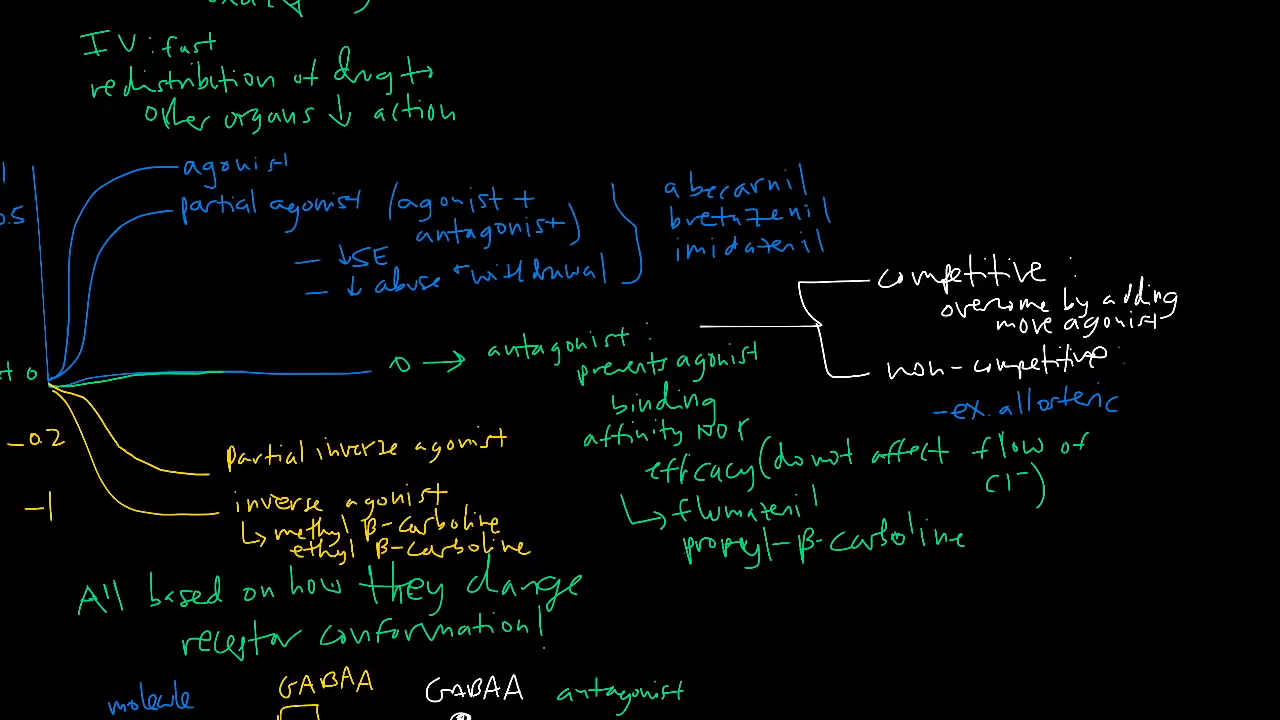 IV: fast
redistribution of drug →
other organs ↓ action
agonist
0.5
partial agonist (agonist +
antagonist)
– ↓SE
– ↓ abuse + withdrawal
abecarnil
bretazenil
imidazenil
competitive :
overcome by adding
more agonist
non-competitive :
-ex. allosteric
0
0 → antagonist :
prevents agonist
binding
affinity NOT
efficacy (do not affect flow of
Cl-)
↳ flumazenil
propyl-β-carboline
-0.2
partial inverse agonist
-1
inverse agonist
↳ methyl β-carboline
ethyl β-carboline
All based on how they change
receptor conformation!
molecule
GABAA
GABAA
antagonist